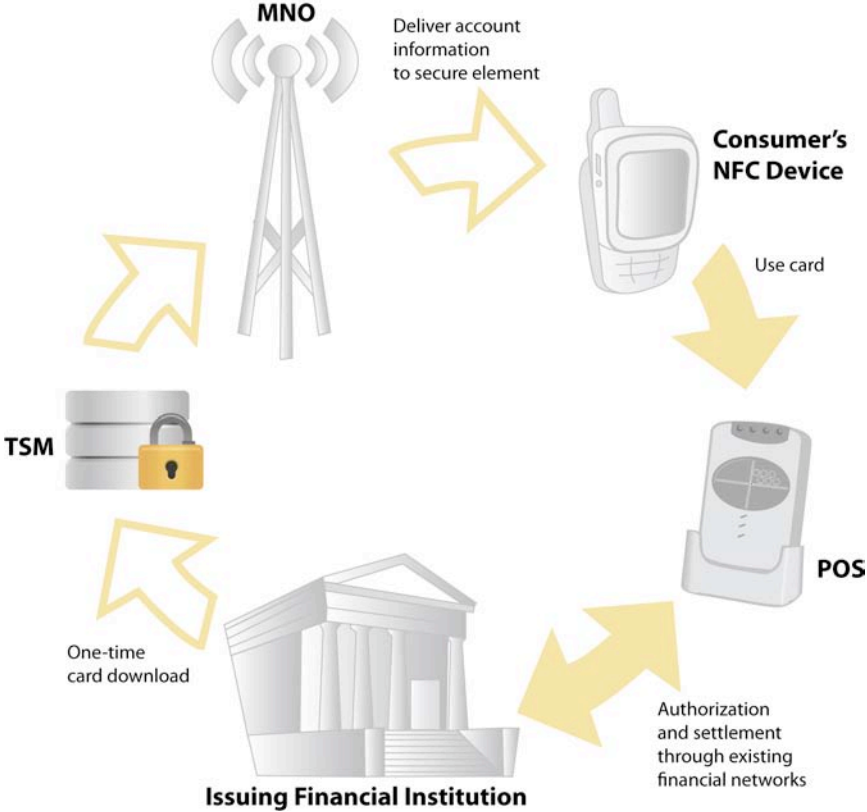 MNO
Deliver account
information
to secure element
Consumer's
NFC Device
Use card
TSM
POS
One-time
card download
Authorization
and settlement
through existing
financial networks
Issuing Financial Institution